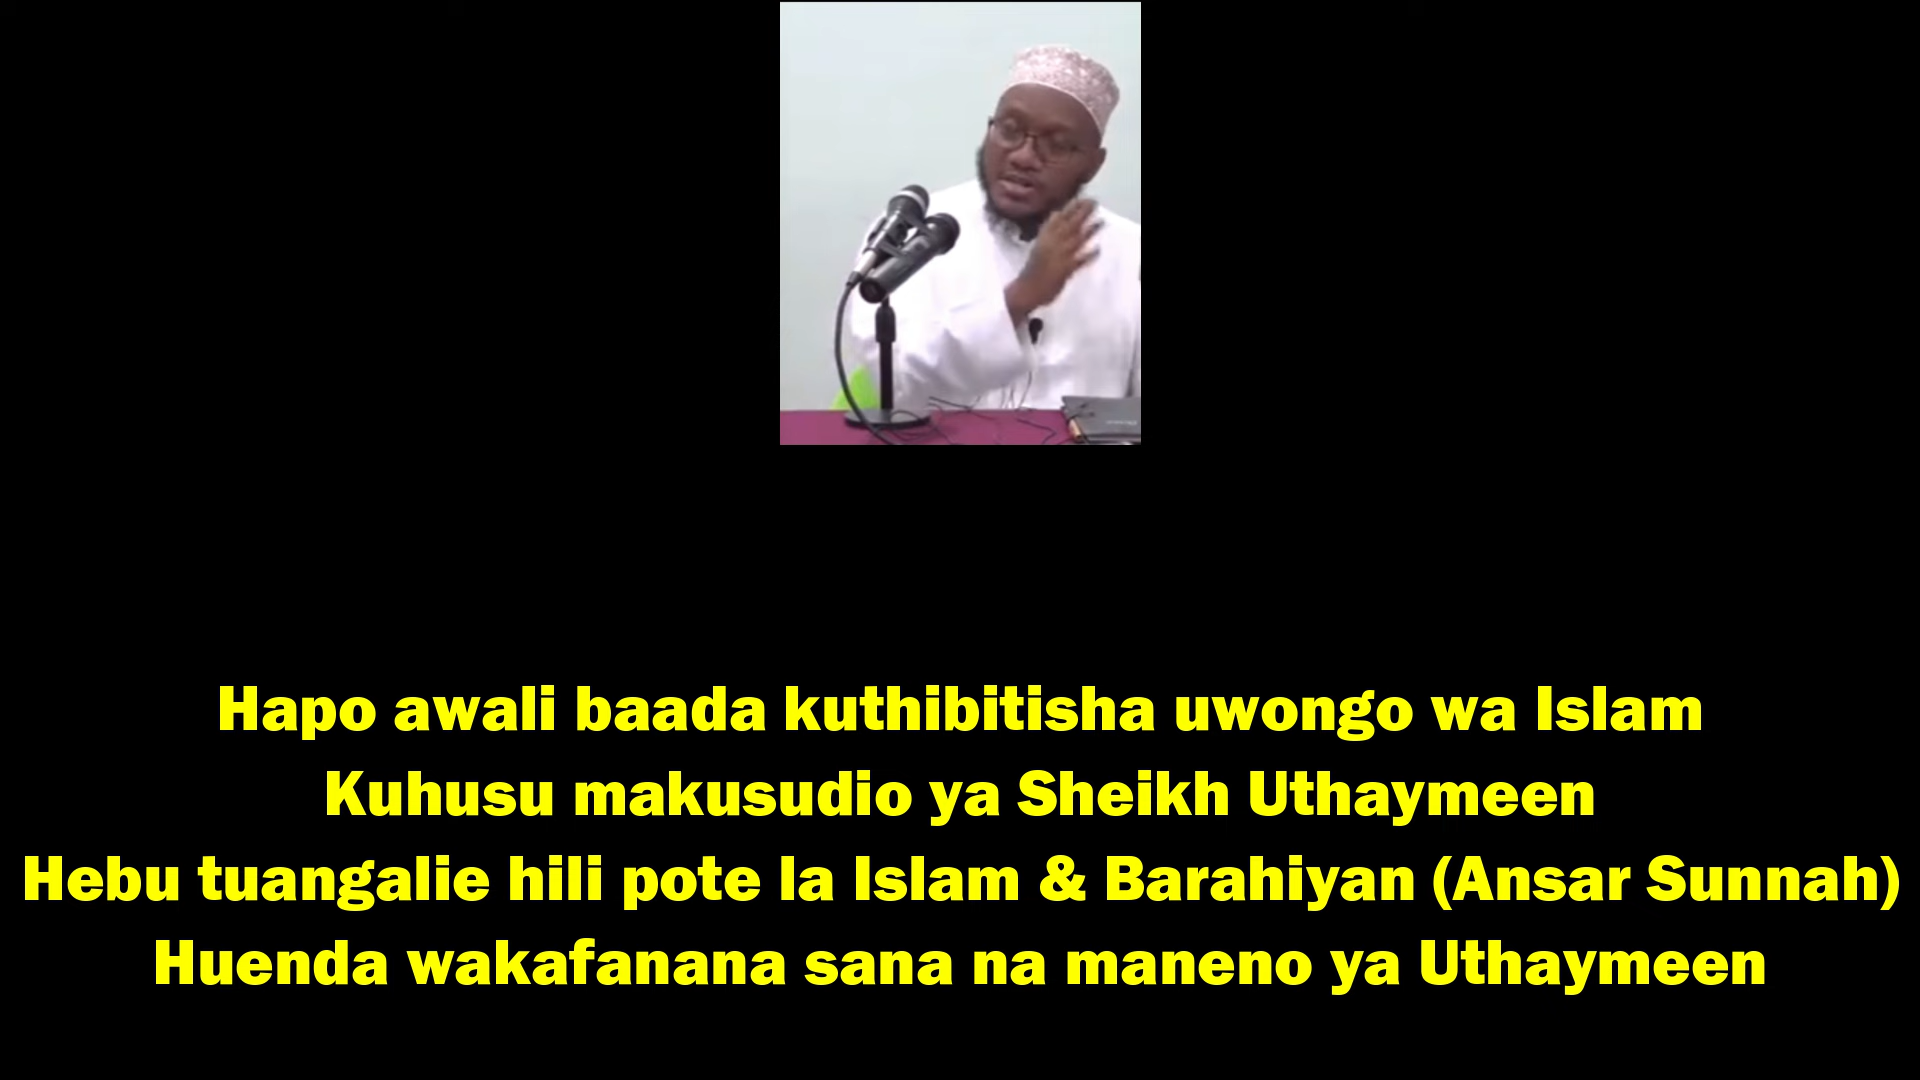 Hapo awali baada kuthibitisha uwongo wa Islam
Kuhusu makusudio ya Sheikh Uthaymeen
Hebu tuangalie hili pote la Islam & Barahiyan (Ansar Sunnah)
Huenda wakafanana sana na maneno ya Uthaymeen